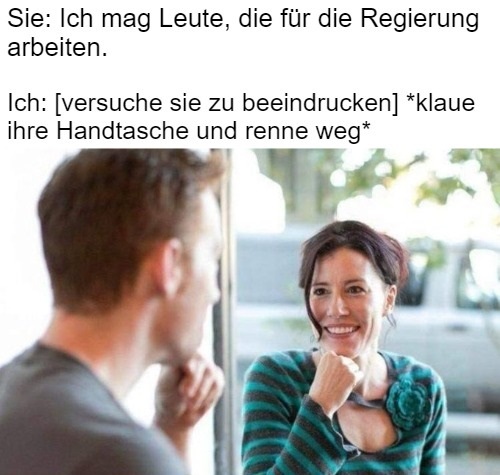 Sie: Ich mag Leute, die für die Regierung
arbeiten.
Ich: [versuche sie zu beeindrucken] *klaue
ihre Handtasche und renne weg*